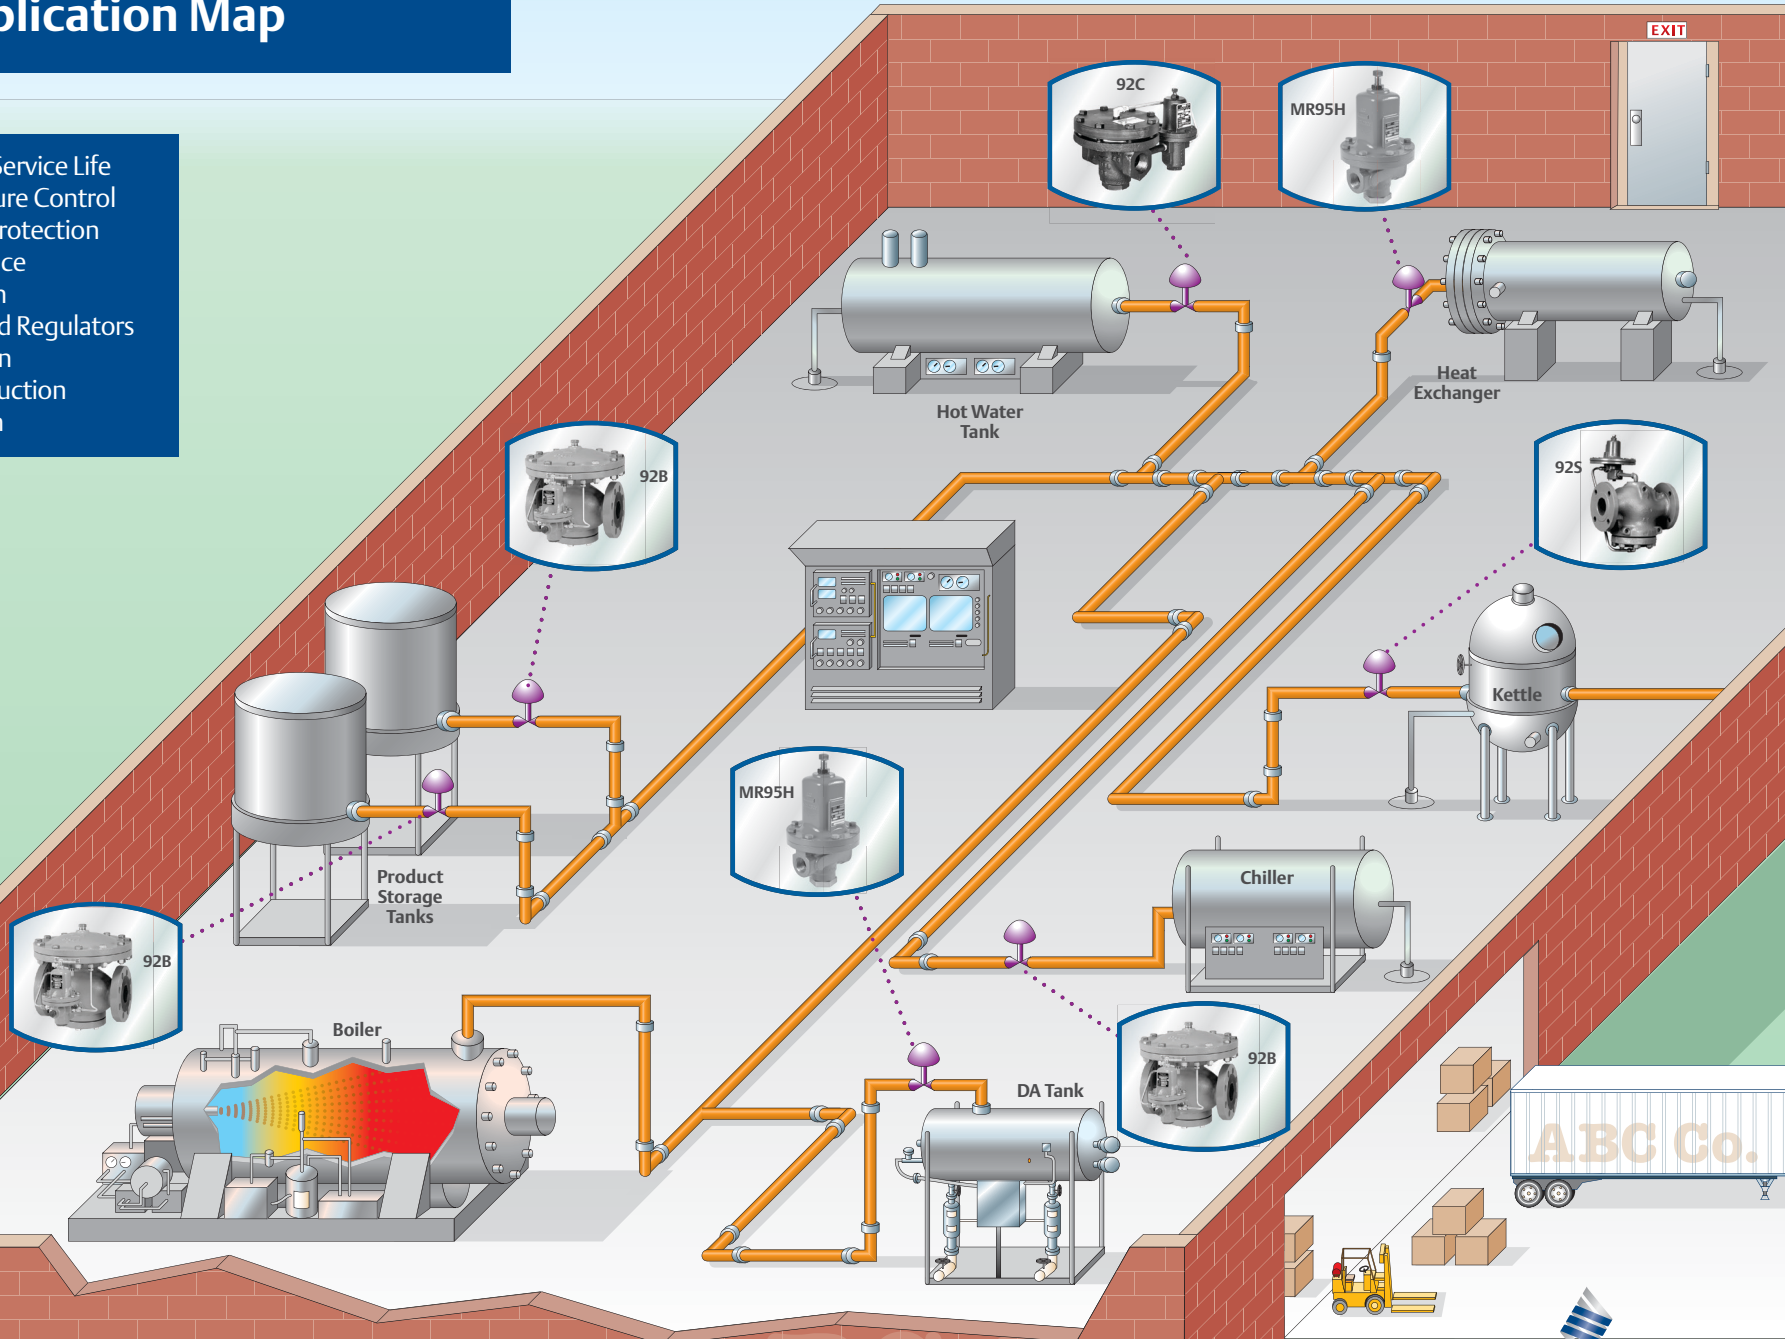 plication Map
Service Life
ure Control
rotection
ce
n
d Regulators
n
uction
n
EXIT
92C
MR95H
Hot Water
Tank
Heat
Exchanger
92B
92S
Kettle
MR95H
Product
Storage
Tanks
Chiller
92B
Boiler
92B
DA Tank
ABC Co.